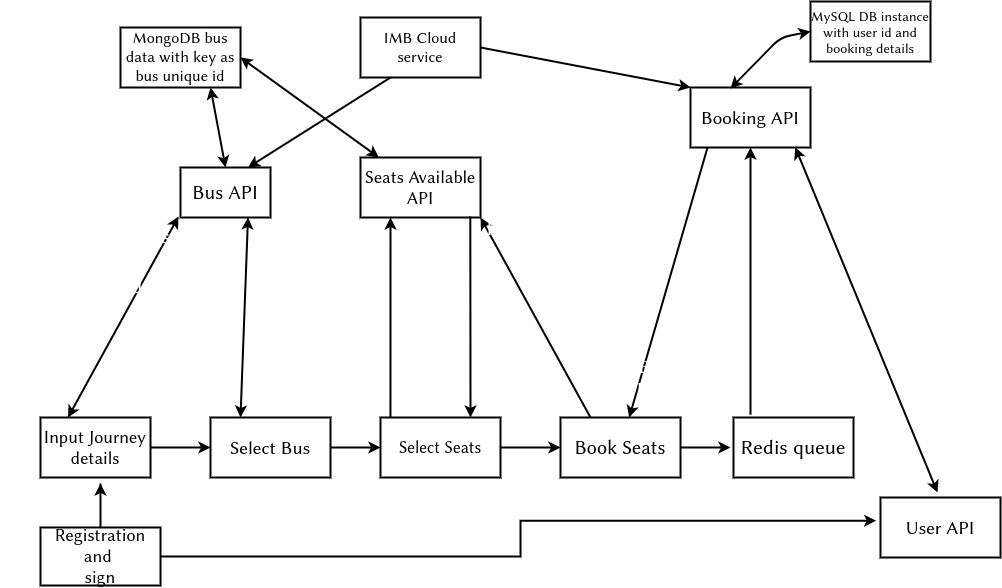 MongoDB bus
data with key as
bus unique id
IMB Cloud
service
MySQL DB instance
with user id and
booking details
Booking API
Bus API
Seats Available
API
Input Journey
details
Select Bus
Select Seats
Book Seats
Redis queue
Registration
and
sign
User API